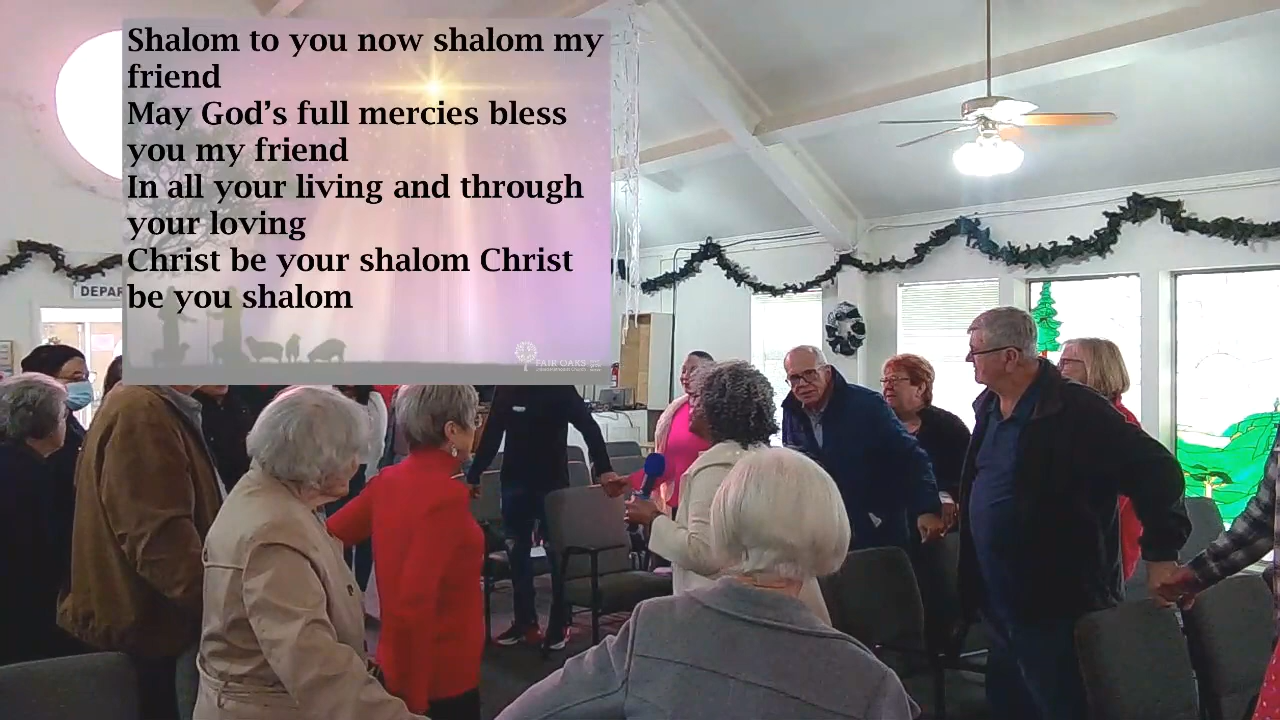 Shalom to you now shalom my
friend
May God's full mercies bless
you my friend
In all your living and through
your loving
Christ be your shalom Christ
be you shalom
FAIR OAKS
DEPAR